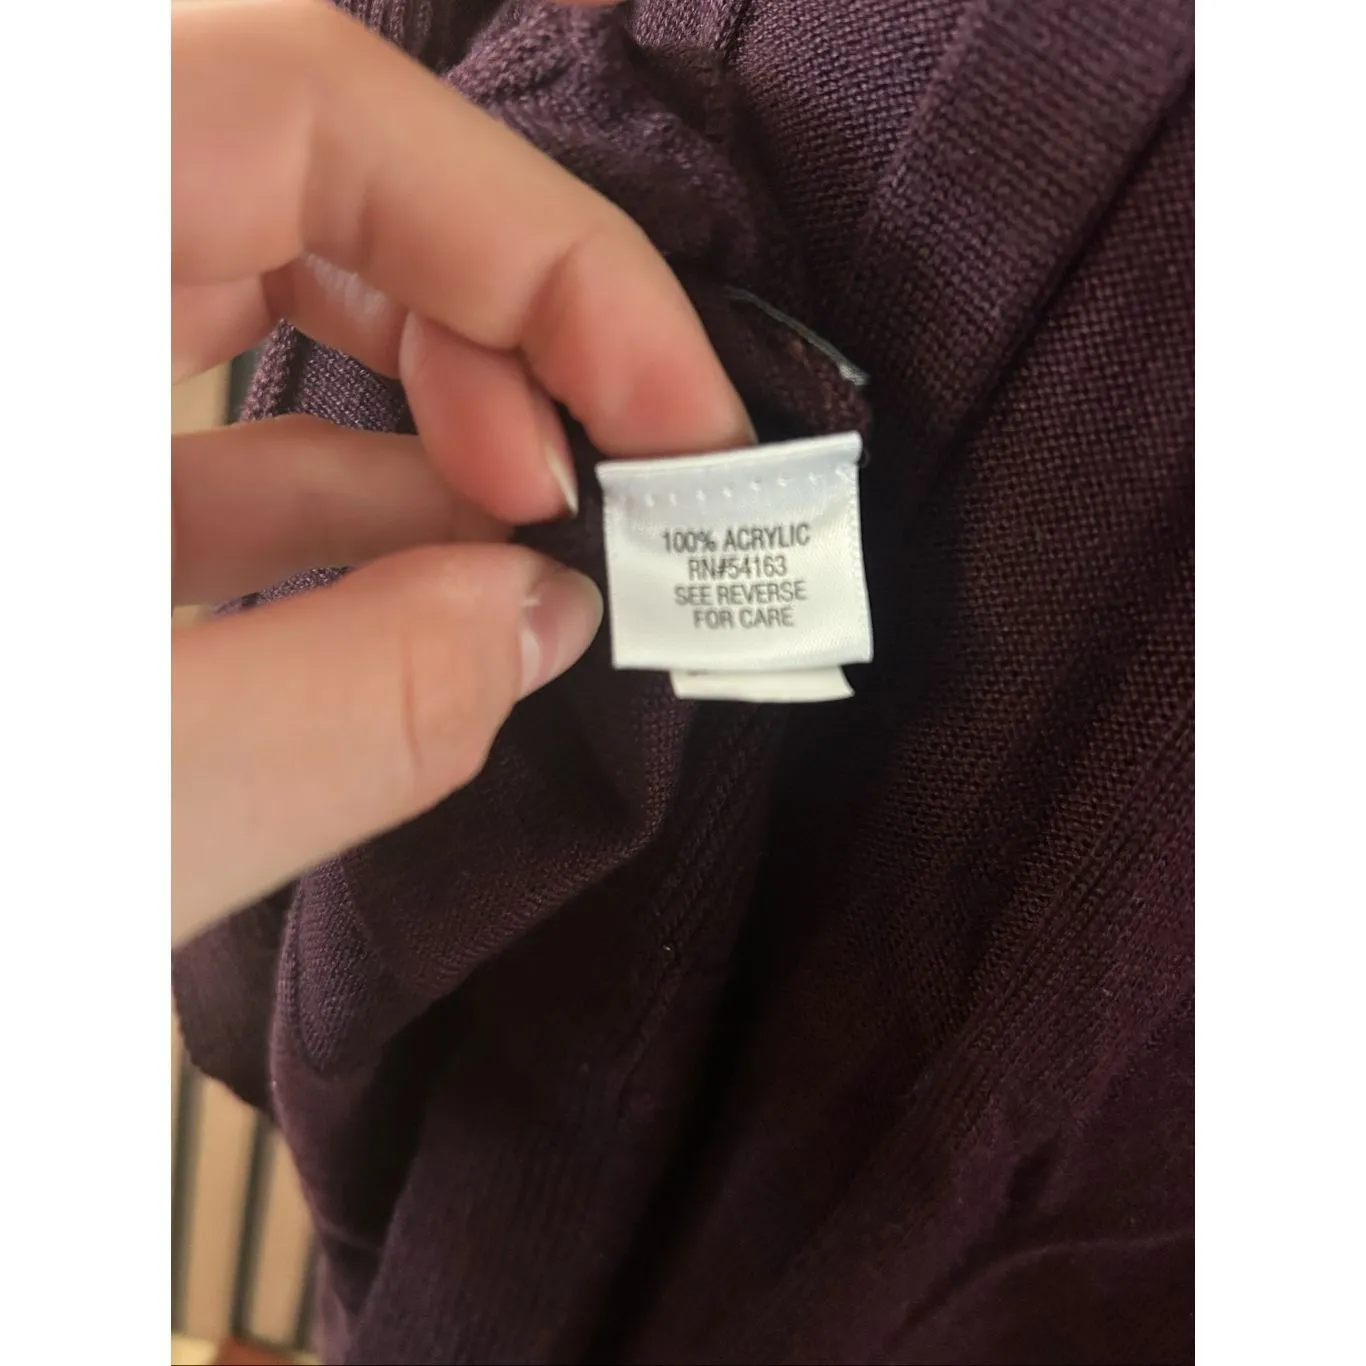 100% ACRYLIC
RN#54163
SEE REVERSE
FOR CARE